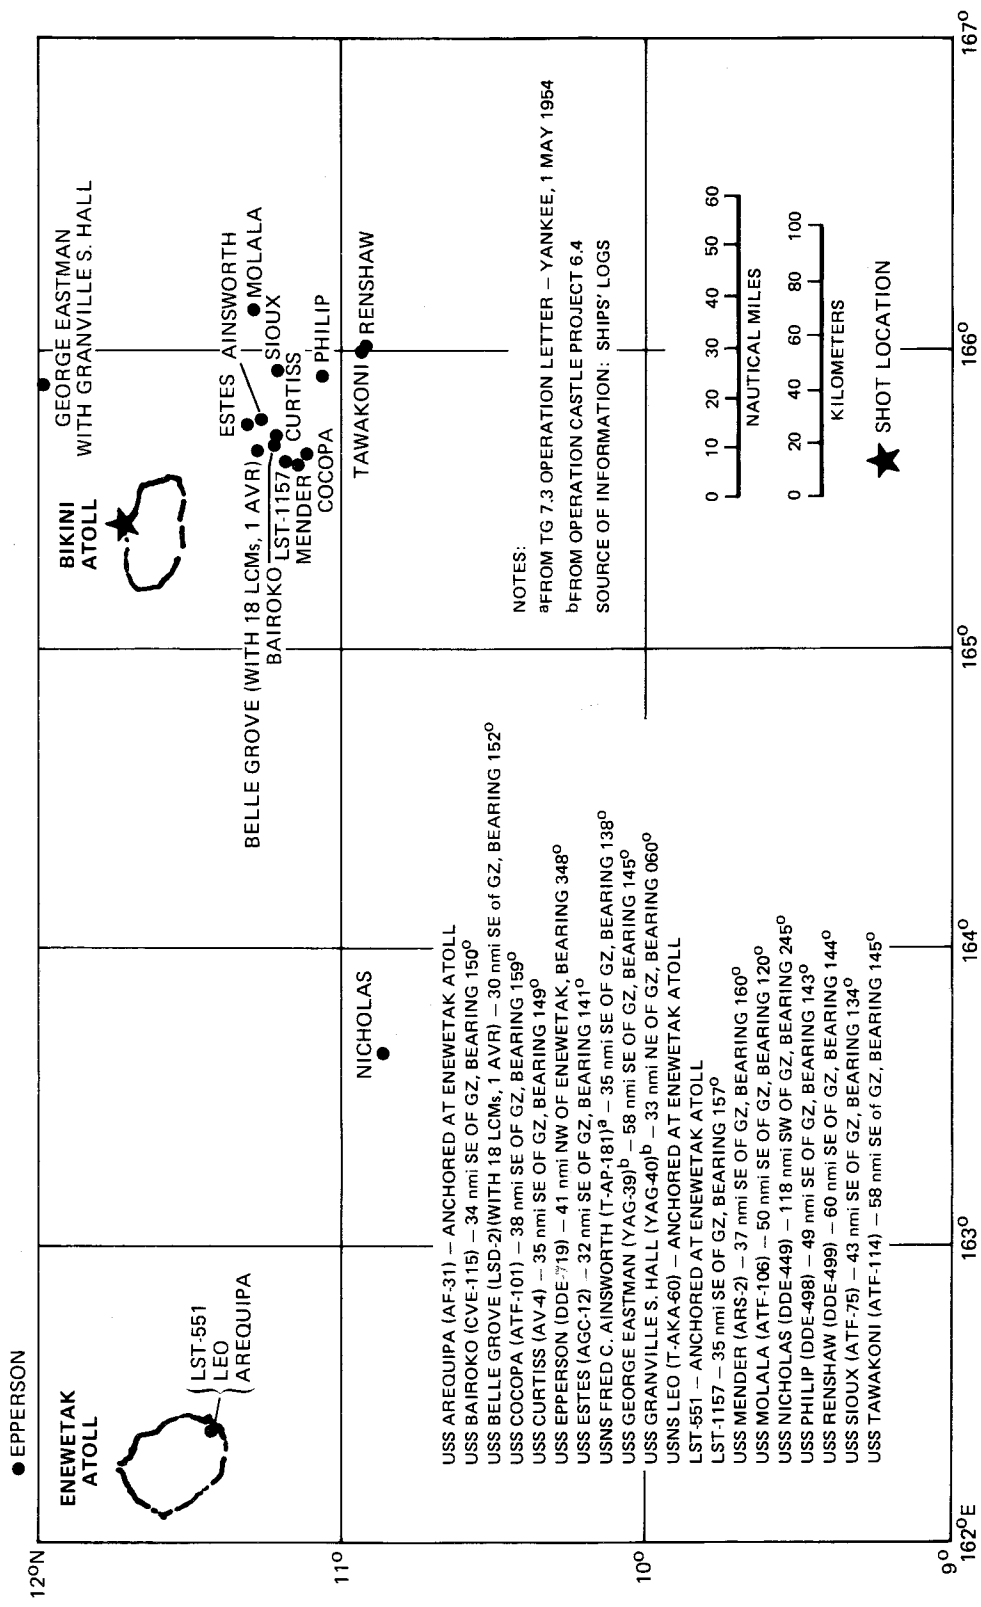 ● EPPERSON
ENEWETAK
ATOLL
LST-551
LEO
AREQUIPA
NICHOLAS
BIKINI
ATOLL
GEORGE EASTMAN
WITH GRANVILLE S. HALL
ESTES
AINSWORTH
MOLALA
SIOUX
CURTISS
BELLE GROVE (WITH 18 LCMs, 1 AVR)
BAIROKO
LST-1157
MENDER
COCOPA
PHILIP
TAWAKONI
RENSHAW
12°N
11°
10°
9°
162°E
163°
164°
165°
166°
167°
USS AREQUIPA (AF-31) — ANCHORED AT ENEWETAK ATOLL
USS BAIROKO (CVE-115) — 34 nmi SE OF GZ, BEARING 150°
USS BELLE GROVE (LSD-2)(WITH 18 LCMs, 1 AVR) — 30 nmi SE of GZ, BEARING 152°
USS COCOPA (ATF-101) — 38 nmi SE OF GZ, BEARING 159°
USS CURTISS (AV-4) — 35 nmi SE OF GZ, BEARING 149°
USS EPPERSON (DDE-719) — 41 nmi NW OF ENEWETAK, BEARING 348°
USS ESTES (AGC-12) — 32 nmi SE OF GZ, BEARING 141°
USNS FRED C. AINSWORTH (T-AP-181)ᵃ — 35 nmi SE OF GZ, BEARING 138°
USS GEORGE EASTMAN (YAG-39)ᵇ — 58 nmi SE OF GZ, BEARING 145°
USS GRANVILLE S. HALL (YAG-40)ᵇ — 33 nmi NE OF GZ, BEARING 060°
USNS LEO (T-AKA-60) — ANCHORED AT ENEWETAK ATOLL
LST-551 — ANCHORED AT ENEWETAK ATOLL
LST-1157 — 35 nmi SE OF GZ, BEARING 157°
USS MENDER (ARS-2) — 37 nmi SE OF GZ, BEARING 160°
USS MOLALA (ATF-106) — 50 nmi SE OF GZ, BEARING 120°
USS NICHOLAS (DDE-449) — 118 nmi SW OF GZ, BEARING 245°
USS PHILIP (DDE-498) — 49 nmi SE OF GZ, BEARING 143°
USS RENSHAW (DDE-499) — 60 nmi SE OF GZ, BEARING 144°
USS SIOUX (ATF-75) — 43 nmi SE OF GZ, BEARING 134°
USS TAWAKONI (ATF-114) — 58 nmi SE of GZ, BEARING 145°
NOTES:
ᵃFROM TG 7.3 OPERATION LETTER — YANKEE, 1 MAY 1954
ᵇFROM OPERATION CASTLE PROJECT 6.4
SOURCE OF INFORMATION: SHIPS' LOGS
0 10 20 30 40 50 60
NAUTICAL MILES
0 20 40 60 80 100
KILOMETERS
★ SHOT LOCATION